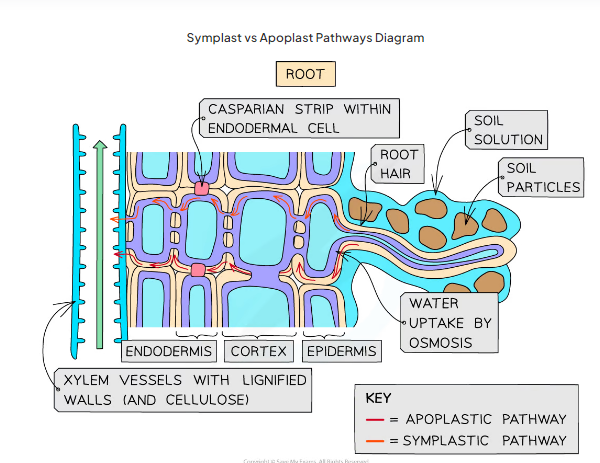 Symplast vs Apoplast Pathways Diagram
ROOT
CASPARIAN STRIP WITHIN
ENDODERMAL CELL
SOIL
SOLUTION
ROOT
HAIR
SOIL
PARTICLES
WATER
UPTAKE BY
OSMOSIS
ENDODERMIS
CORTEX
EPIDERMIS
XYLEM VESSELS WITH LIGNIFIED
WALLS (AND CELLULOSE)
KEY
= APOPLASTIC PATHWAY
= SYMPLASTIC PATHWAY